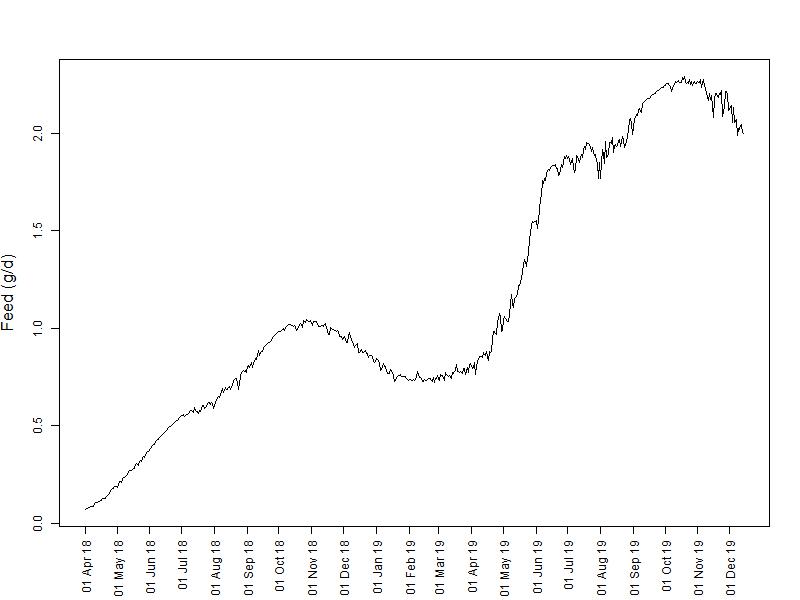 Feed (g/d)
2.0
1.5
1.0
0.5
0.0
01 Apr 18
01 May 18
01 Jun 18
01 Jul 18
01 Aug 18
01 Sep 18
01 Oct 18
01 Nov 18
01 Dec 18
01 Jan 19
01 Feb 19
01 Mar 19
01 Apr 19
01 May 19
01 Jun 19
01 Jul 19
01 Aug 19
01 Sep 19
01 Oct 19
01 Nov 19
01 Dec 19